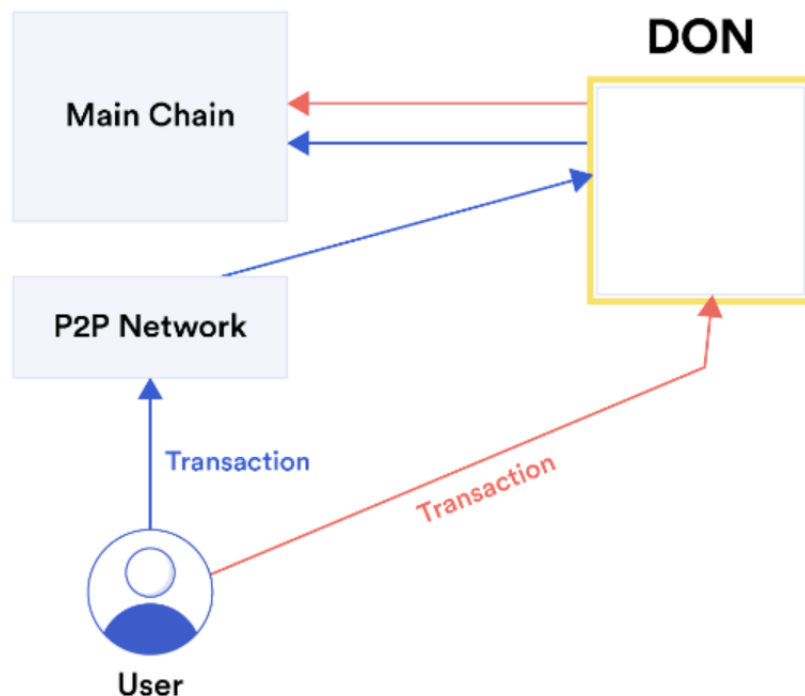 DON
Main Chain
P2P Network
Transaction
Transaction
User